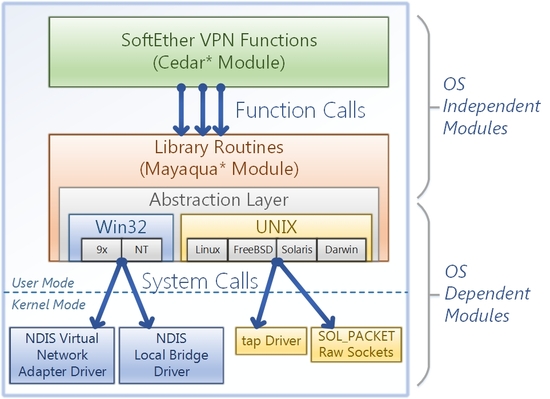 SoftEther VPN Functions
(Cedar* Module)
Function Calls
OS
Independent
Modules
Library Routines
(Mayaqua* Module)
Abstraction Layer
Win32
UNIX
9x
NT
Linux
FreeBSD
Solaris
Darwin
System Calls
User Mode
Kernel Mode
OS
Dependent
Modules
NDIS Virtual
Network
Adapter Driver
NDIS
Local Bridge
Driver
tap Driver
SOL_PACKET
Raw Sockets